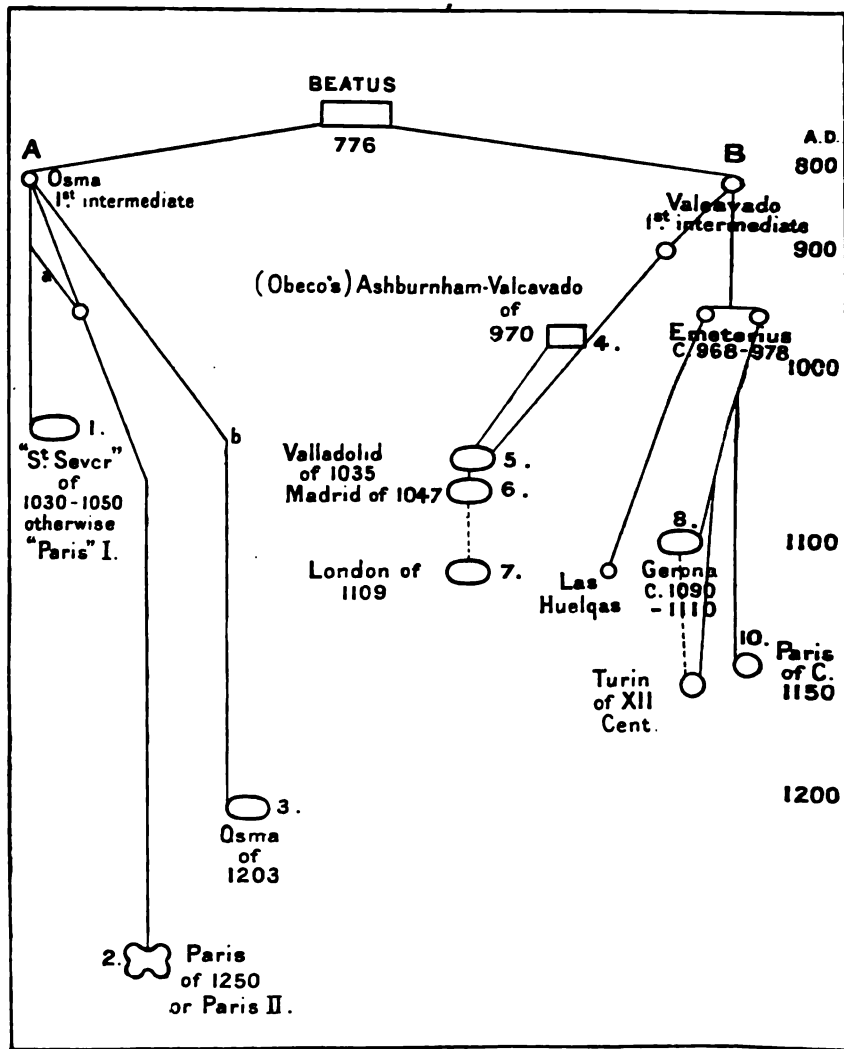 BEATUS
776
A.D.
A
B
800
Osma
1st intermediate
Valcavado
1st intermediate
900
a
(Obeco's) Ashburnham-Valcavado
of
970
4.
Emeterius
C. 968-978
1000
1.
b
"St Sever"
of
1030-1050
otherwise
"Paris" I.
Valladolid
of 1035
5.
Madrid of 1047
6.
8.
1100
London of
1109
7.
Las
Huelgas
Gerona
C. 1090
-1110
10.
Paris
of C.
1150
Turin
of XII
Cent.
1200
3.
Osma
of
1203
2.
Paris
of 1250
or Paris II.